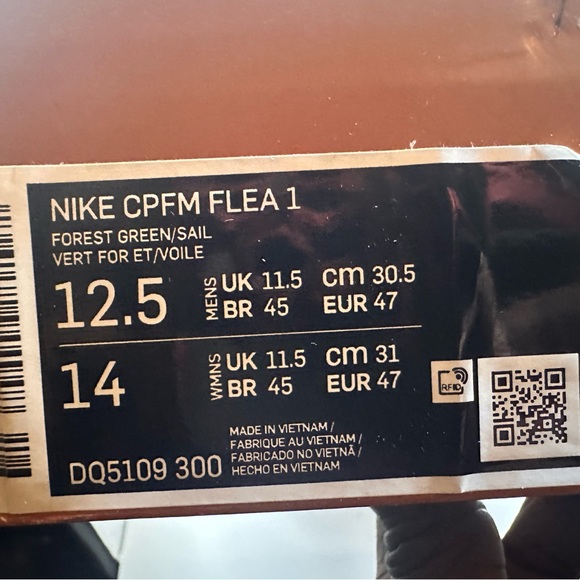 NIKE CPFM FLEA 1
FOREST GREEN/SAIL
VERT FOR ET/VOILE
12.5 MENS UK 11.5 cm 30.5
BR 45 EUR 47
14 WMNS UK 11.5 cm 31
BR 45 EUR 47
RFID
DQ5109 300
MADE IN VIETNAM /
FABRIQUE AU VIETNAM /
FABRICADO NO VIETNÃ /
HECHO EN VIETNAM